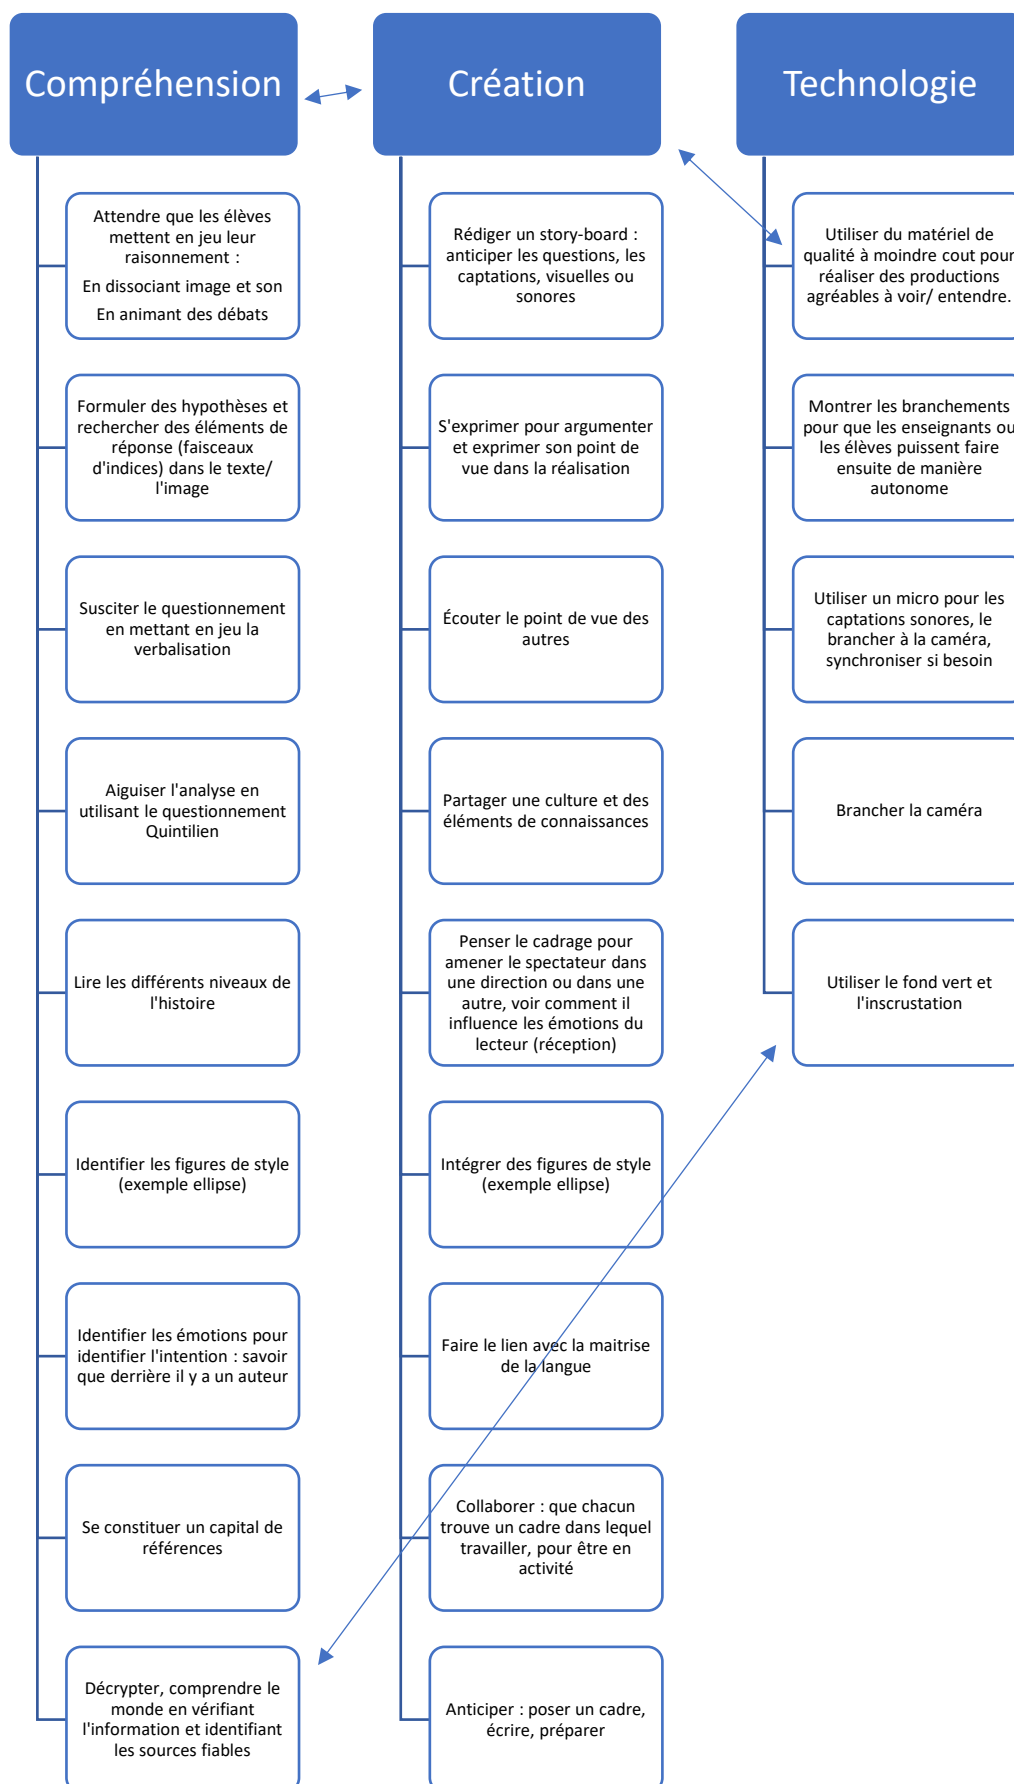 Compréhension
Attendre que les élèves
mettent en jeu leur
raisonnement :
En dissociant image et son
En animant des débats
Formuler des hypothèses et
rechercher des éléments de
réponse (faisceaux
d'indices) dans le texte/
l'image
Susciter le questionnement
en mettant en jeu la
verbalisation
Aiguiser l'analyse en
utilisant le questionnement
Quintilien
Lire les différents niveaux de
l'histoire
Identifier les figures de style
(exemple ellipse)
Identifier les émotions pour
identifier l'intention : savoir
que derrière il y a un auteur
Se constituer un capital de
références
Décrypter, comprendre le
monde en vérifiant
l'information et identifiant
les sources fiables
Création
Rédiger un story-board :
anticiper les questions, les
captations, visuelles ou
sonores
S'exprimer pour argumenter
et exprimer son point de
vue dans la réalisation
Écouter le point de vue des
autres
Partager une culture et des
éléments de connaissances
Penser le cadrage pour
amener le spectateur dans
une direction ou dans une
autre, voir comment il
influence les émotions du
lecteur (réception)
Intégrer des figures de style
(exemple ellipse)
Faire le lien avec la maitrise
de la langue
Collaborer : que chacun
trouve un cadre dans lequel
travailler, pour être en
activité
Anticiper : poser un cadre,
écrire, préparer
Technologie
Utiliser du matériel de
qualité à moindre cout pour
réaliser des productions
agréables à voir/ entendre.
Montrer les branchements
pour que les enseignants ou
les élèves puissent faire
ensuite de manière
autonome
Utiliser un micro pour les
captations sonores, le
brancher à la caméra,
synchroniser si besoin
Brancher la caméra
Utiliser le fond vert et
l'inscrustation